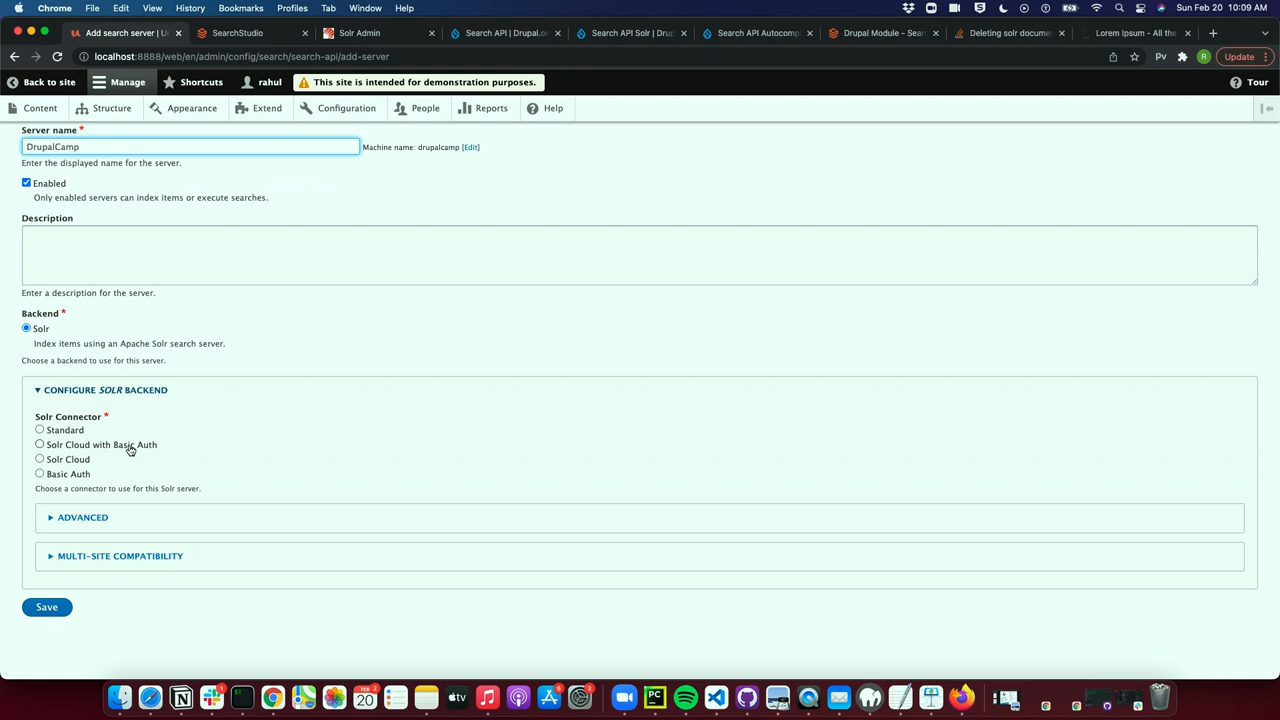 Chrome File Edit View History Bookmarks Profiles Tab Window Help Sun Feb 20 10:09 AM
Add search server | U SearchStudio Solr Admin Search API | Drupal.or Search API Solr | Drup Search API Autocomp Drupal Module - Sear Deleting solr docume Lorem Ipsum - All the
localhost:8888/web/en/admin/config/search/search-api/add-server Pv R Update
Back to site Manage Shortcuts rahul This site is intended for demonstration purposes. Tour
Content Structure Appearance Extend Configuration People Reports Help
Server name *
DrupalCamp Machine name: drupalcamp [Edit]
Enter the displayed name for the server.
Enabled
Only enabled servers can index items or execute searches.
Description
Enter a description for the server.
Backend *
Solr
Index items using an Apache Solr search server.
Choose a backend to use for this server.
CONFIGURE SOLR BACKEND
Solr Connector *
Standard
Solr Cloud with Basic Auth
Solr Cloud
Basic Auth
Choose a connector to use for this Solr server.
ADVANCED
MULTI-SITE COMPATIBILITY
Save